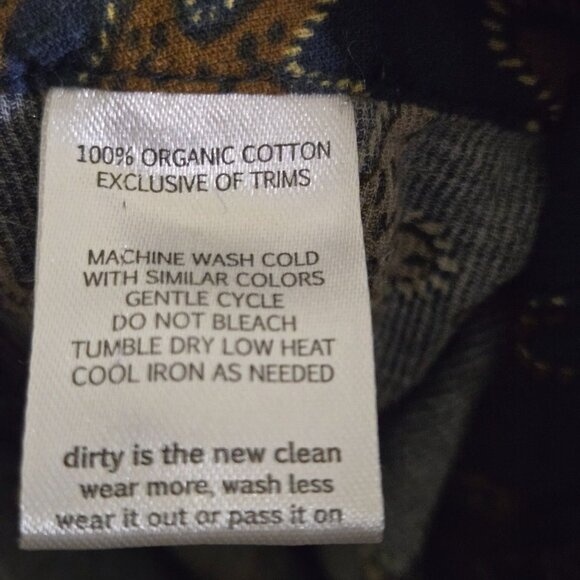 100% ORGANIC COTTON
EXCLUSIVE OF TRIMS
MACHINE WASH COLD
WITH SIMILAR COLORS
GENTLE CYCLE
DO NOT BLEACH
TUMBLE DRY LOW HEAT
COOL IRON AS NEEDED
dirty is the new clean
wear more, wash less
wear it out or pass it on